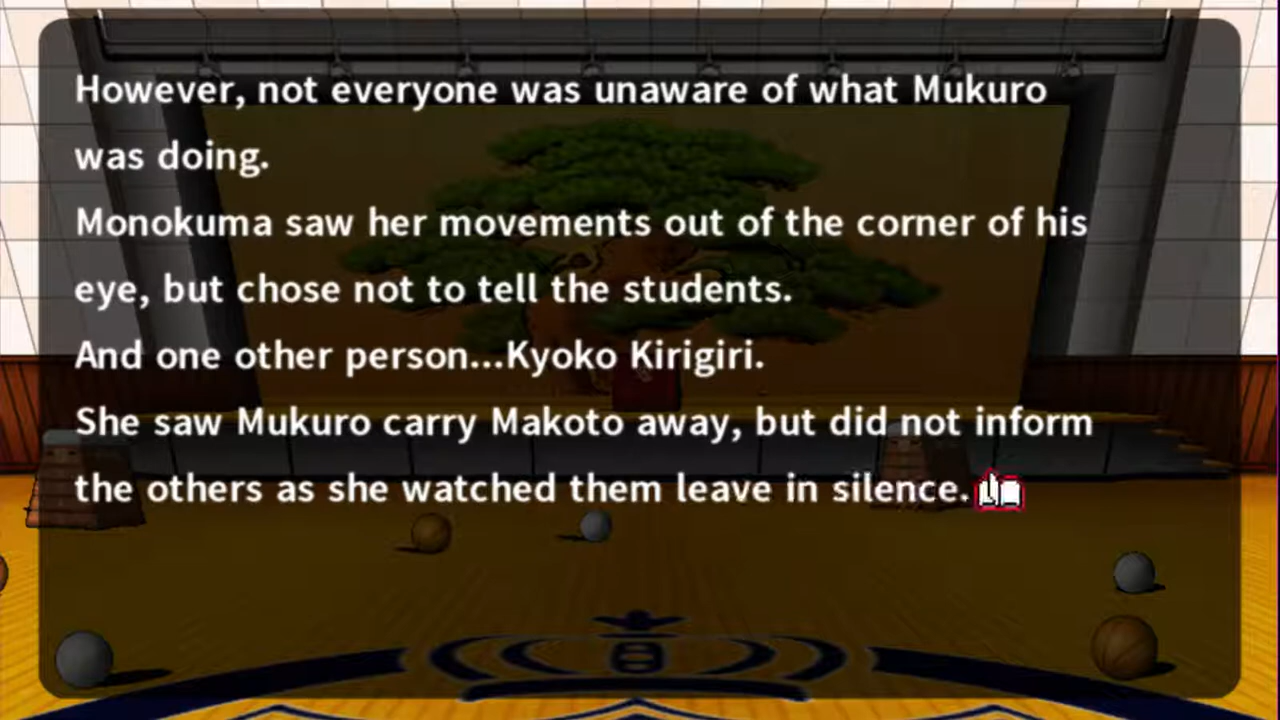 However, not everyone was unaware of what Mukuro
was doing.
Monokuma saw her movements out of the corner of his
eye, but chose not to tell the students.
And one other person...Kyoko Kirigiri.
She saw Mukuro carry Makoto away, but did not inform
the others as she watched them leave in silence.